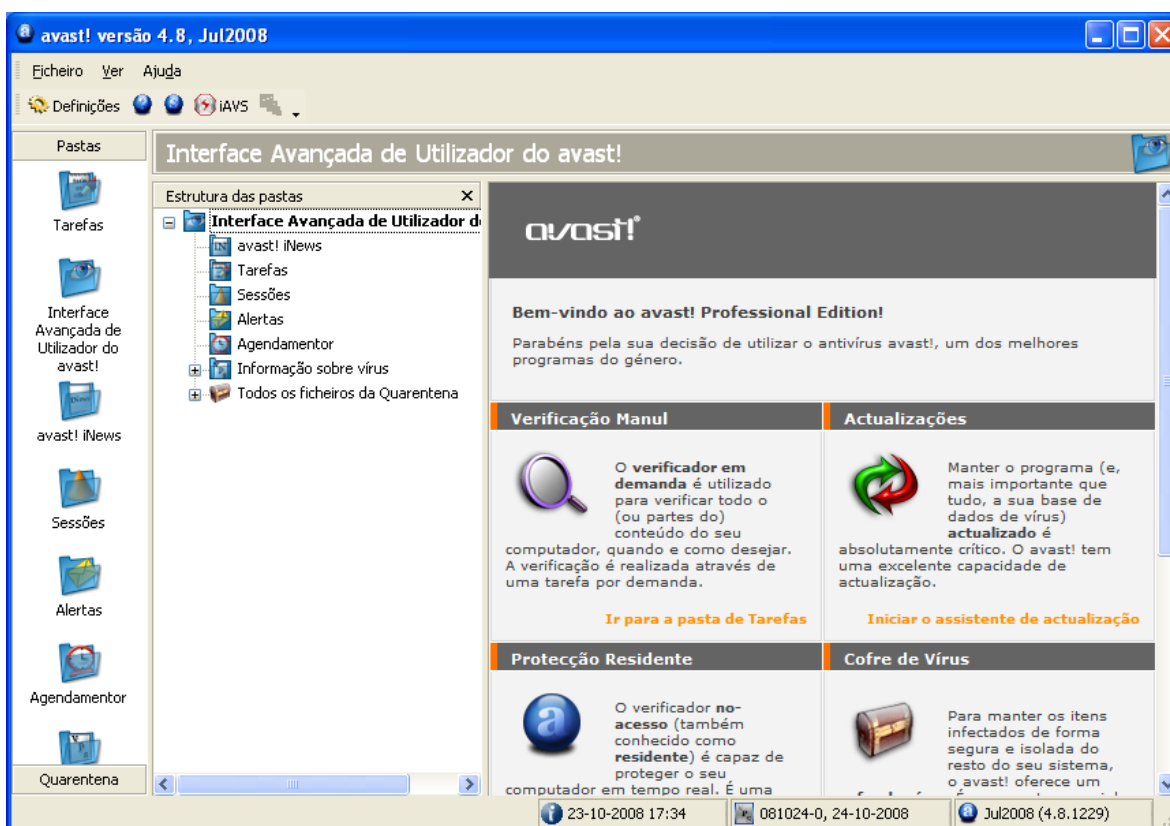 avast! versão 4.8, Jul2008
Ficheiro Ver Ajuda
Definições iAVS
Pastas
Tarefas
Interface
Avançada de
Utilizador do
avast!
avast! iNews
Sessões
Alertas
Agendamentor
Quarentena
Interface Avançada de Utilizador do avast!
Estrutura das pastas
Interface Avançada de Utilizador d
avast! iNews
Tarefas
Sessões
Alertas
Agendamentor
Informação sobre vírus
Todos os ficheiros da Quarentena
avast!
Bem-vindo ao avast! Professional Edition!
Parabéns pela sua decisão de utilizar o antivírus avast!, um dos melhores
programas do género.
Verificação Manul
O verificador em
demanda é utilizado
para verificar todo o
(ou partes do)
conteúdo do seu
computador, quando e como desejar.
A verificação é realizada através de
uma tarefa por demanda.
Ir para a pasta de Tarefas
Actualizações
Manter o programa (e,
mais importante que
tudo, a sua base de
dados de vírus)
actualizado é
absolutamente crítico. O avast! tem
uma excelente capacidade de
actualização.
Iniciar o assistente de actualização
Protecção Residente
O verificador no-
acesso (também
conhecido como
residente) é capaz de
proteger o seu
computador em tempo real. É uma
Cofre de Vírus
Para manter os itens
infectados de forma
segura e isolada do
resto do seu sistema,
o avast! oferece um
23-10-2008 17:34
081024-0, 24-10-2008
Jul2008 (4.8.1229)